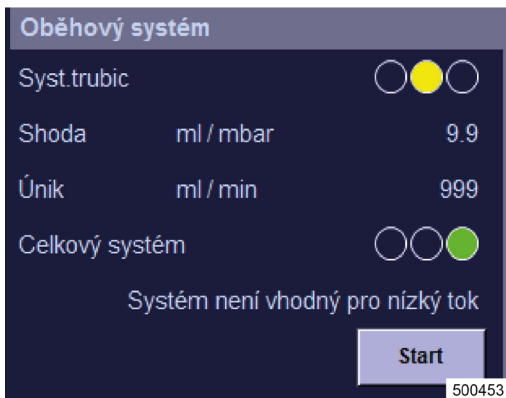 Oběhový systém
Syst.trubic
Shoda ml / mbar 9.9
Únik ml / min 999
Celkový systém
Systém není vhodný pro nízký tok
Start
500453